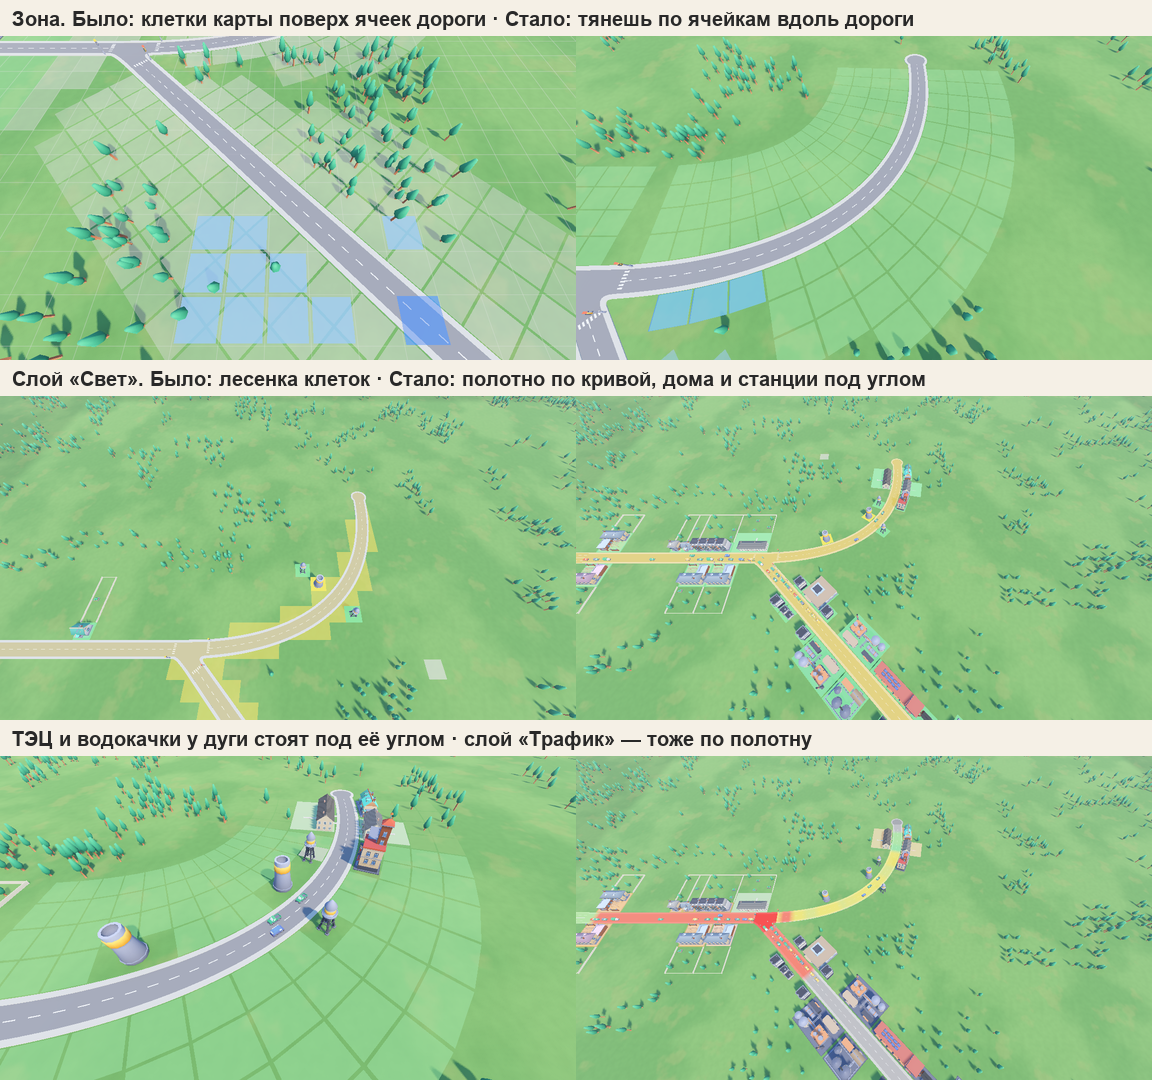 Зона. Было: клетки карты поверх ячеек дороги · Стало: тянешь по ячейкам вдоль дороги
Слой «Свет». Было: лесенка клеток · Стало: полотно по кривой, дома и станции под углом
ТЭЦ и водокачки у дуги стоят под её углом · слой «Трафик» — тоже по полотну